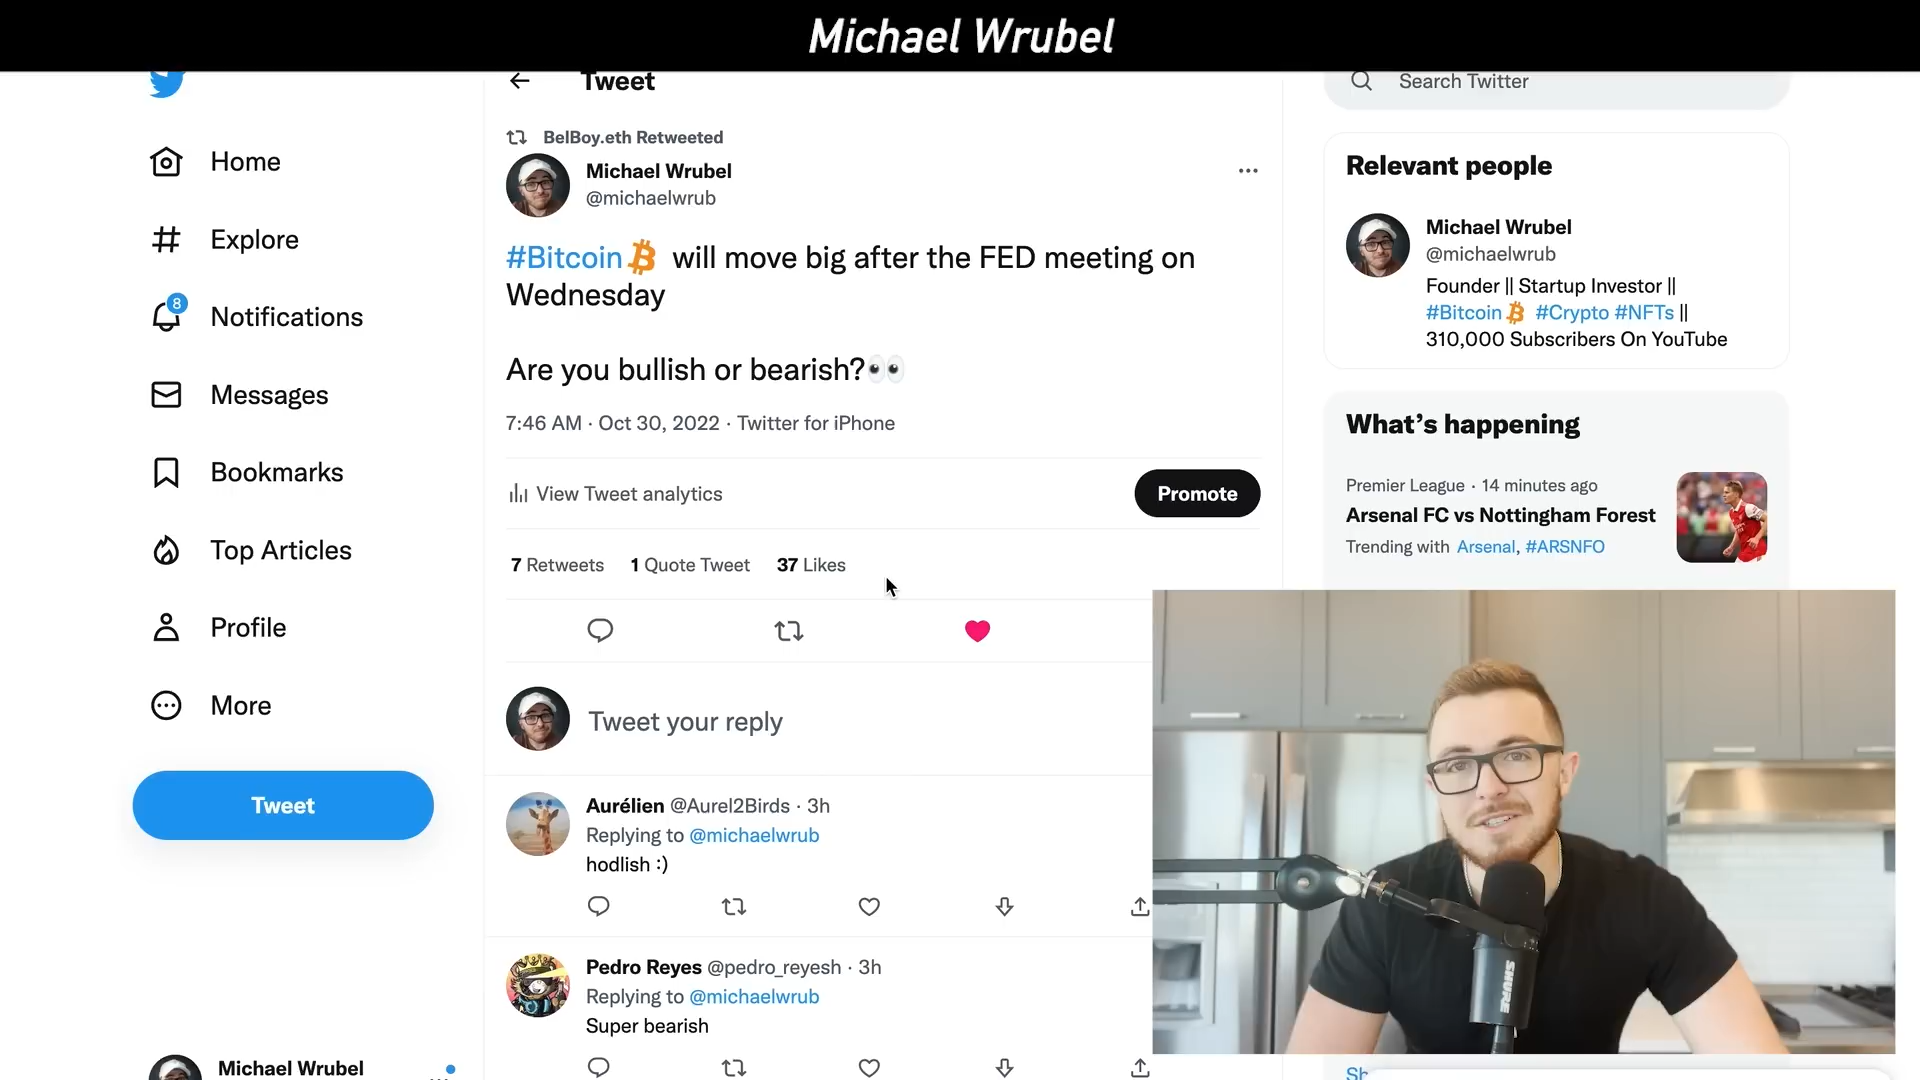 Michael Wrubel
Home
Explore
8
Notifications
Messages
Bookmarks
Top Articles
Profile
More
Tweet
Michael Wrubel
Tweet
BelBoy.eth Retweeted
Michael Wrubel
@michaelwrub
#Bitcoin will move big after the FED meeting on
Wednesday
Are you bullish or bearish?👀
7:46 AM · Oct 30, 2022 · Twitter for iPhone
View Tweet analytics
Promote
7 Retweets 1 Quote Tweet 37 Likes
Tweet your reply
Aurélien @Aurel2Birds · 3h
Replying to @michaelwrub
hodlish :)
Pedro Reyes @pedro_reyesh · 3h
Replying to @michaelwrub
Super bearish
Search Twitter
Relevant people
Michael Wrubel
@michaelwrub
Founder || Startup Investor ||
#Bitcoin #Crypto #NFTs ||
310,000 Subscribers On YouTube
What's happening
Premier League · 14 minutes ago
Arsenal FC vs Nottingham Forest
Trending with Arsenal, #ARSNFO
SHURE